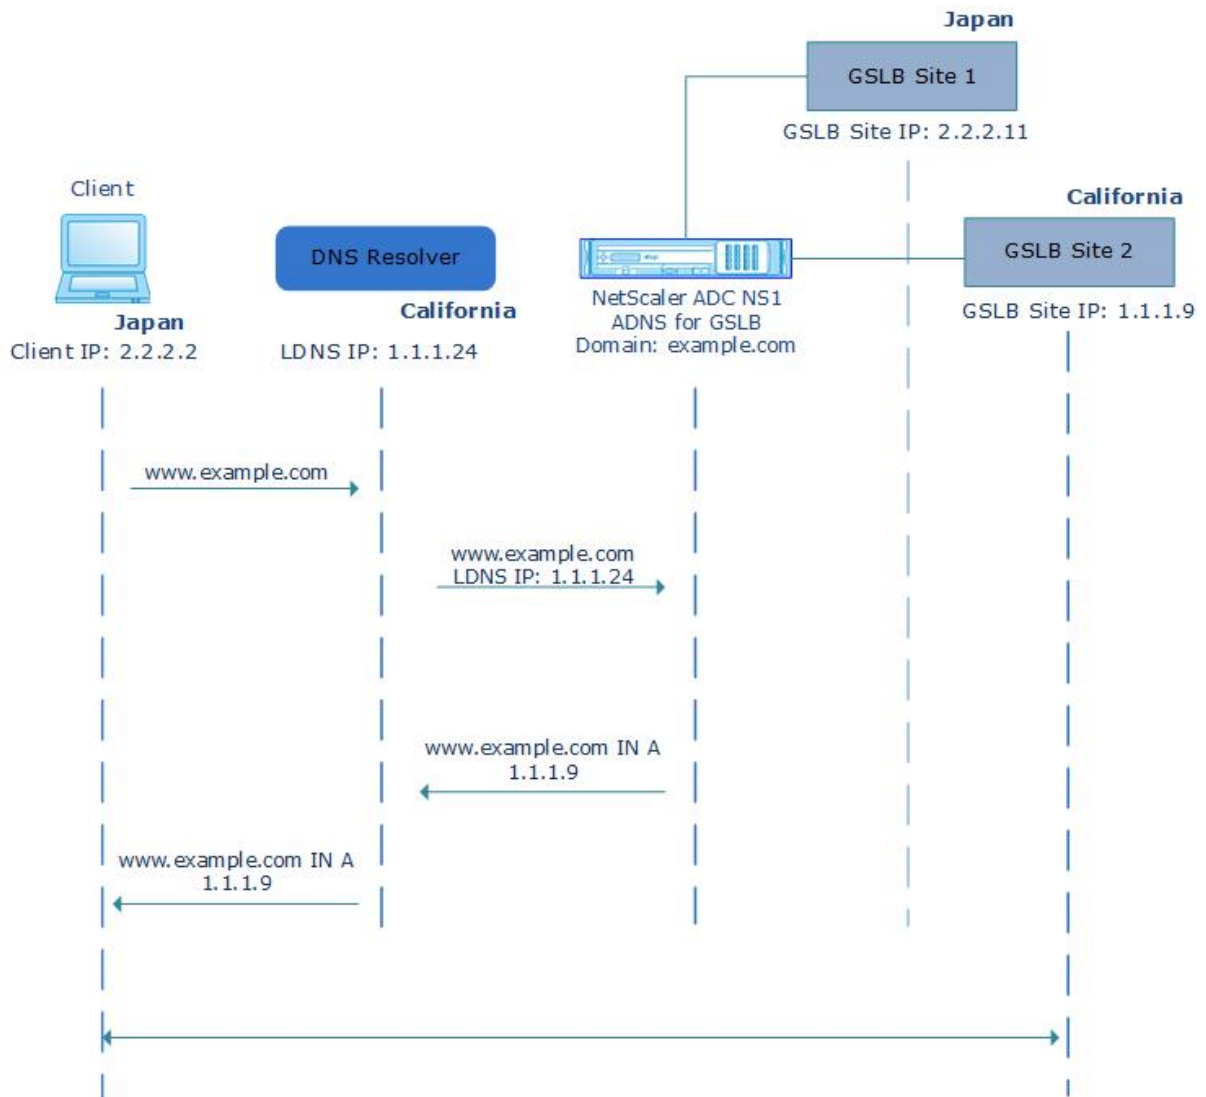 Japan
GSLB Site 1
GSLB Site IP: 2.2.2.11
Client
California
DNS Resolver
GSLB Site 2
NetScaler ADC NS1
ADNS for GSLB
Domain: example.com
California
GSLB Site IP: 1.1.1.9
Japan
Client IP: 2.2.2.2
LDNS IP: 1.1.1.24
www.example.com
www.example.com
LDNS IP: 1.1.1.24
www.example.com IN A
1.1.1.9
www.example.com IN A
1.1.1.9